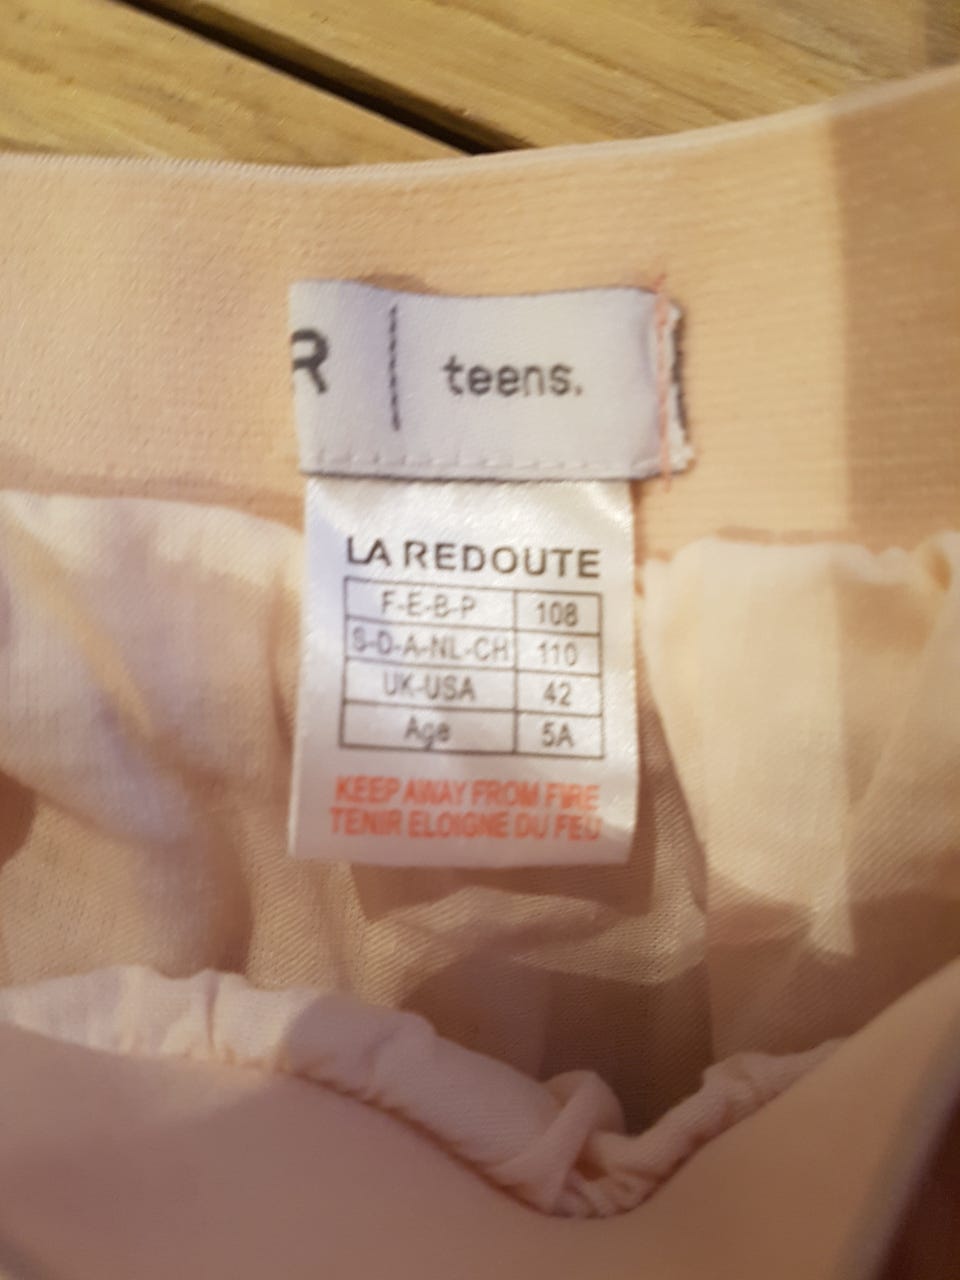 R | teens.
LA REDOUTE
F-E-B-P 108
S-D-A-NL-CH 110
UK-USA 42
Age 5A
KEEP AWAY FROM FIRE
TENIR ELOIGNE DU FEU